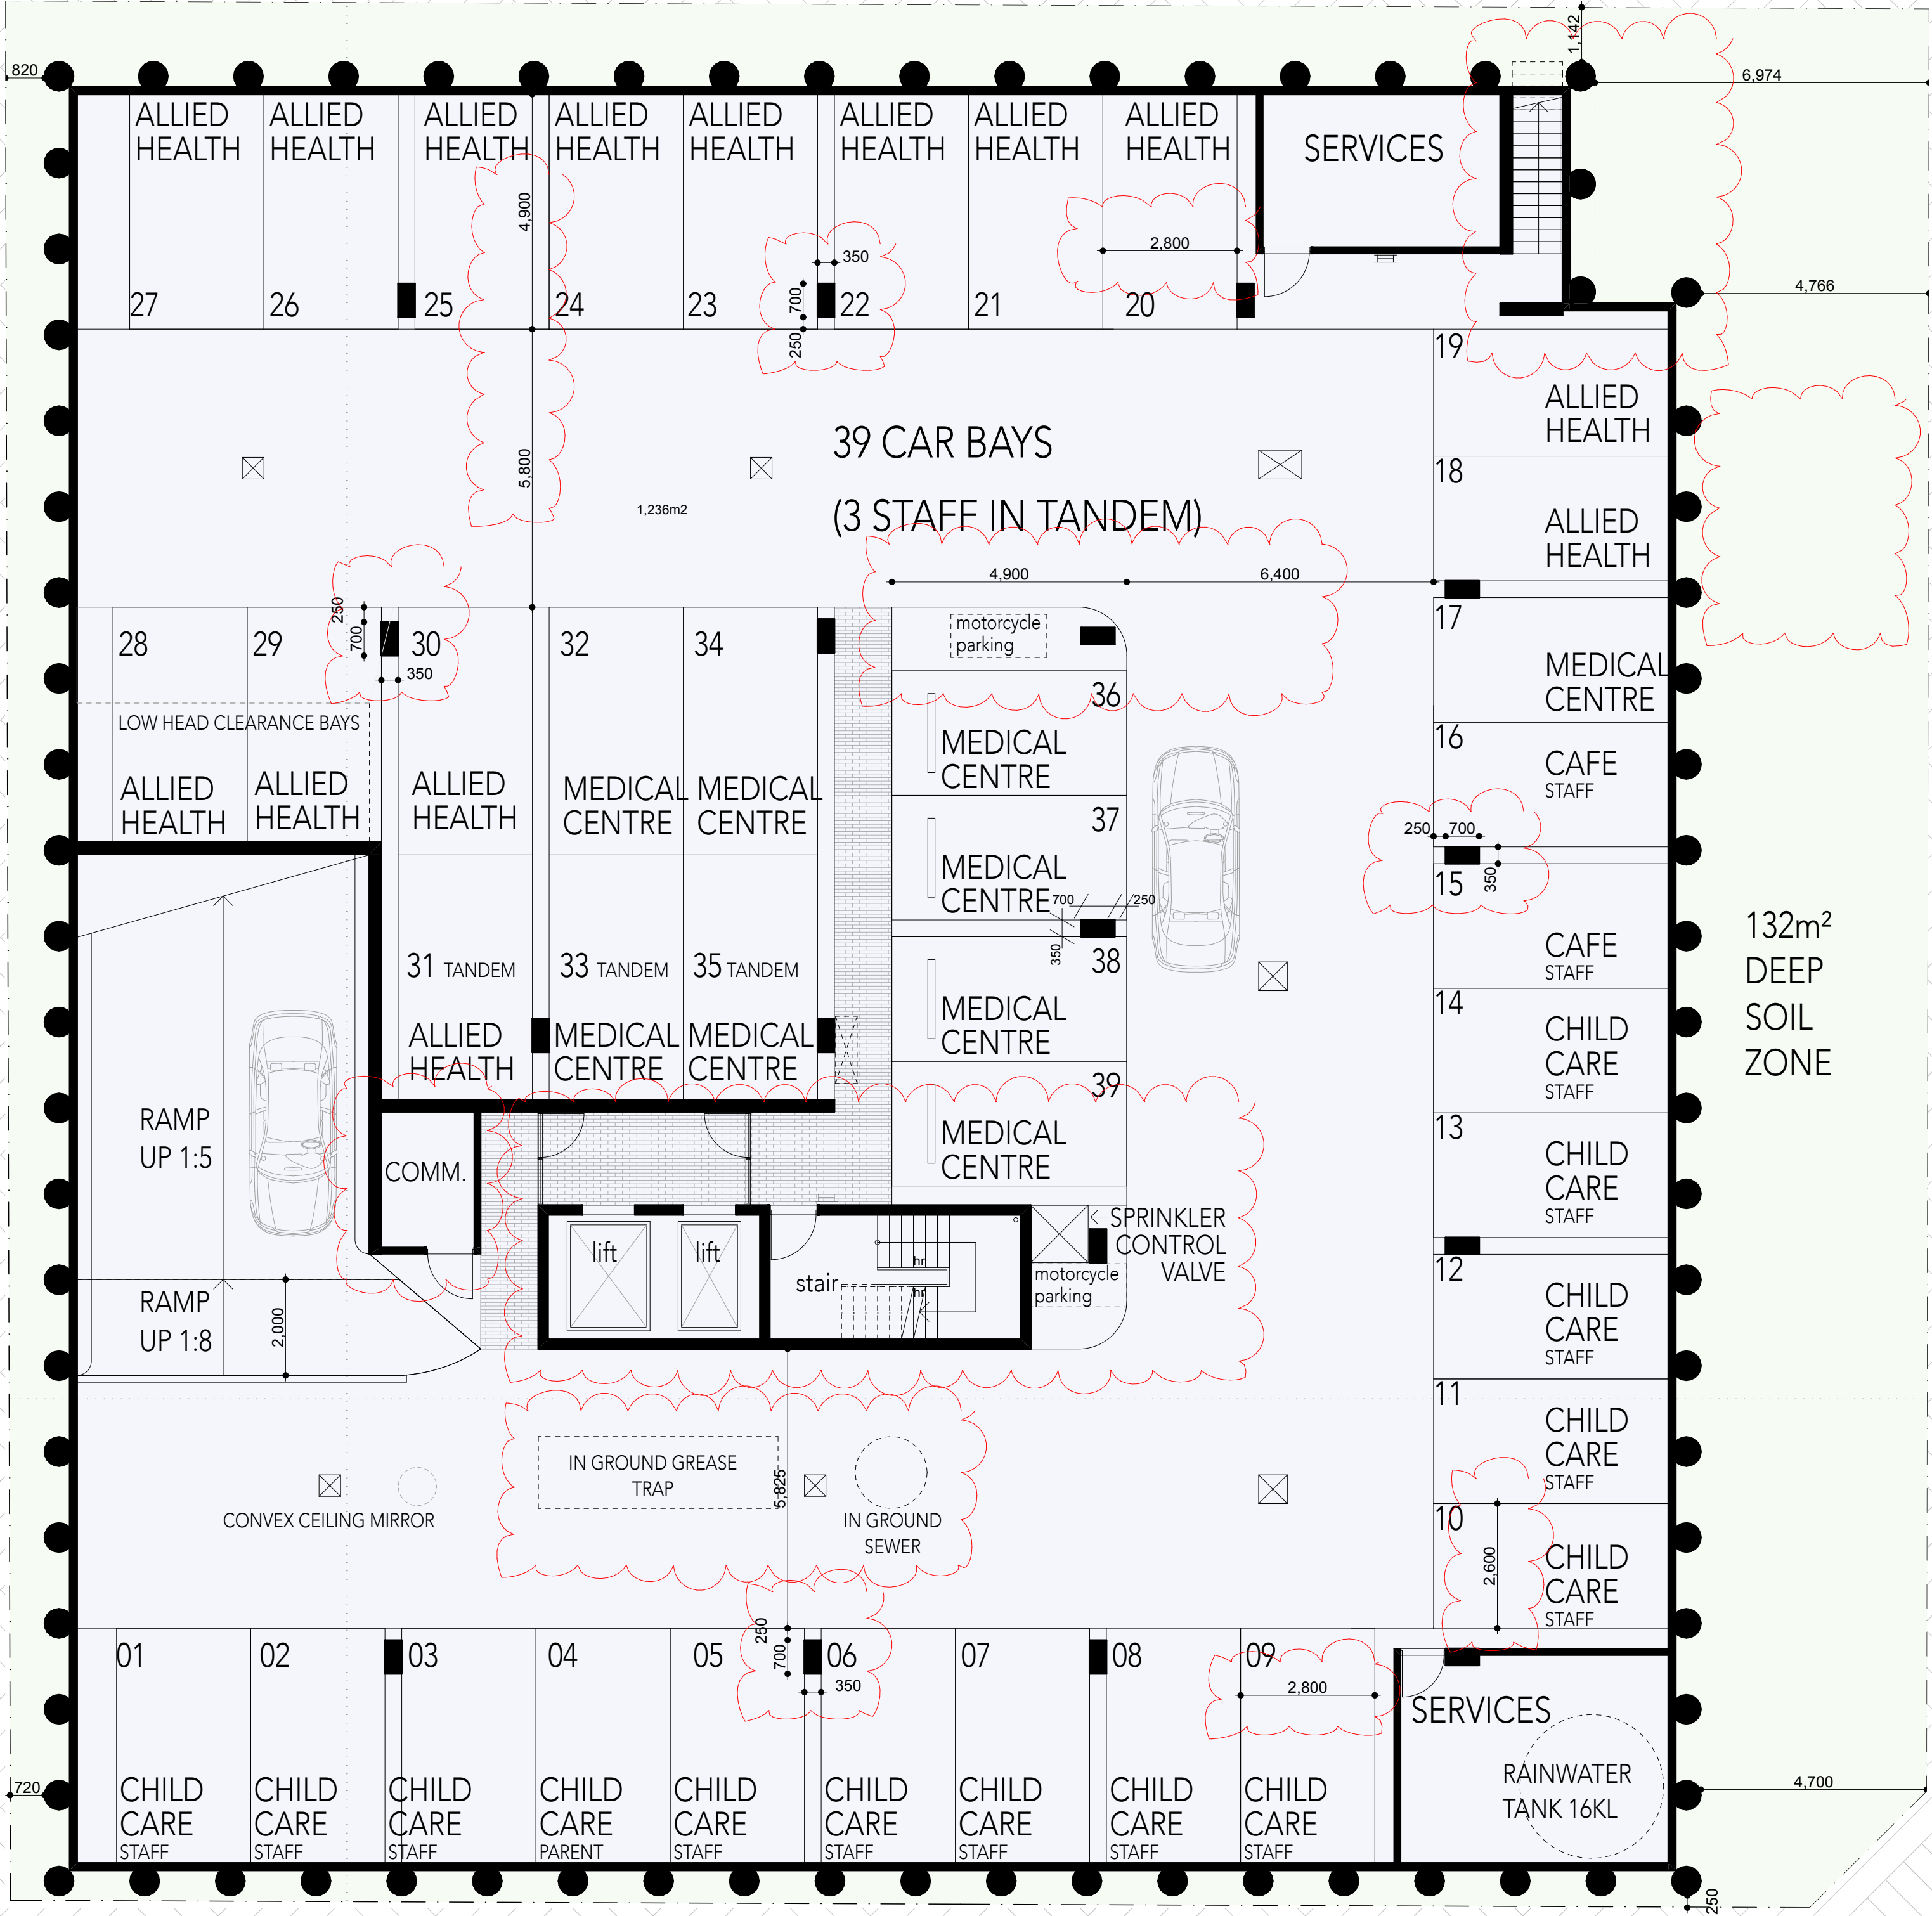 1,142
820
6,974
ALLIED HEALTH
ALLIED HEALTH
ALLIED HEALTH
ALLIED HEALTH
ALLIED HEALTH
ALLIED HEALTH
ALLIED HEALTH
ALLIED HEALTH
SERVICES
4,900
350
2,800
700
250
4,766
27
26
25
24
23
22
21
20
19
ALLIED
HEALTH
39 CAR BAYS
(3 STAFF IN TANDEM)
5,800
1,236m2
18
ALLIED
HEALTH
4,900
6,400
250
700
350
28
29
30
32
34
motorcycle
parking
17
MEDICAL
CENTRE
36
MEDICAL
CENTRE
LOW HEAD CLEARANCE BAYS
ALLIED HEALTH
ALLIED HEALTH
ALLIED HEALTH
MEDICAL CENTRE
MEDICAL CENTRE
16
CAFE
STAFF
37
MEDICAL
CENTRE
250
700
350
700
250
350
15
CAFE
STAFF
132m²
DEEP
SOIL
ZONE
31 TANDEM
33 TANDEM
35 TANDEM
38
MEDICAL
CENTRE
14
CHILD
CARE
STAFF
ALLIED HEALTH
MEDICAL CENTRE
MEDICAL CENTRE
39
MEDICAL
CENTRE
13
CHILD
CARE
STAFF
RAMP
UP 1:5
COMM.
lift
lift
stair
hr
hr
SPRINKLER
CONTROL
VALVE
motorcycle
parking
12
CHILD
CARE
STAFF
RAMP
UP 1:8
2,000
11
CHILD
CARE
STAFF
IN GROUND GREASE
TRAP
5,825
CONVEX CEILING MIRROR
IN GROUND
SEWER
10
CHILD
CARE
STAFF
2,600
250
700
350
2,800
01
02
03
04
05
06
07
08
09
SERVICES
RAINWATER
TANK 16KL
CHILD CARE STAFF
CHILD CARE STAFF
CHILD CARE STAFF
CHILD CARE PARENT
CHILD CARE STAFF
CHILD CARE STAFF
CHILD CARE STAFF
CHILD CARE STAFF
CHILD CARE STAFF
720
4,700
250